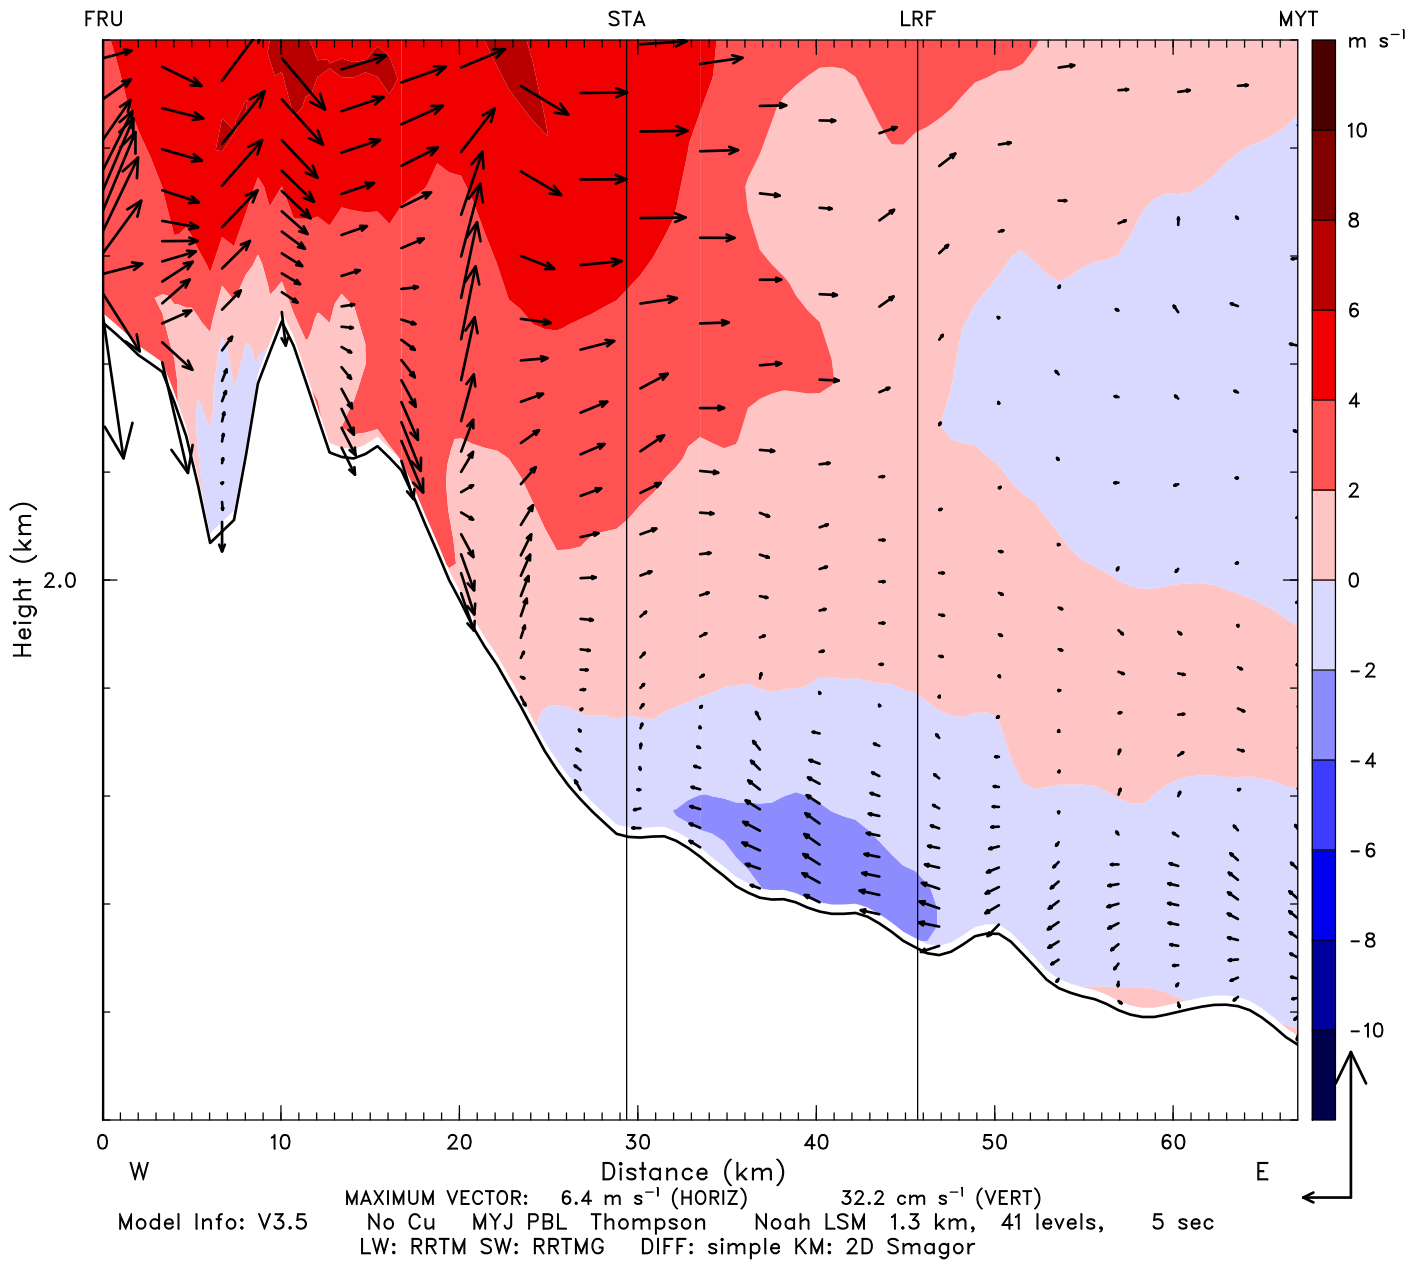 FRU STA LRF MYT
m s⁻¹
10
8
6
4
2
0
-2
-4
-6
-8
-10
Height (km)
2.0
0 10 20 30 40 50 60
W Distance (km) E
MAXIMUM VECTOR: 6.4 m s⁻¹ (HORIZ) 32.2 cm s⁻¹ (VERT)
Model Info: V3.5 No Cu MYJ PBL Thompson Noah LSM 1.3 km, 41 levels, 5 sec
LW: RRTM SW: RRTMG DIFF: simple KM: 2D Smagor